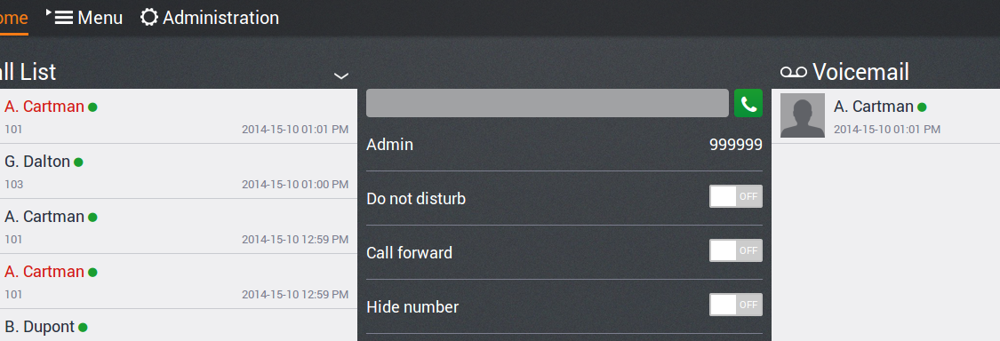 ome Menu Administration
ll List
A. Cartman
101 2014-15-10 01:01 PM
G. Dalton
103 2014-15-10 01:00 PM
A. Cartman
101 2014-15-10 12:59 PM
A. Cartman
101 2014-15-10 12:59 PM
B. Dupont
Admin 999999
Do not disturb OFF
Call forward OFF
Hide number OFF
Voicemail
A. Cartman
2014-15-10 01:01 PM